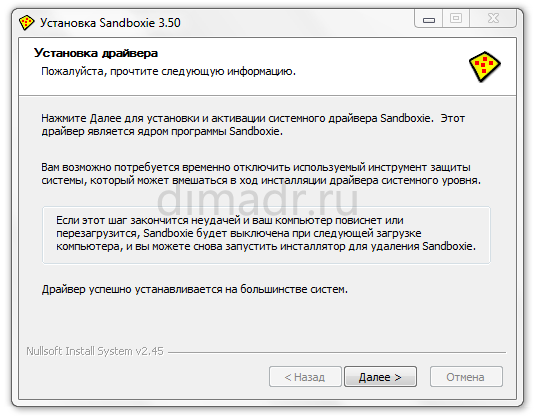 Установка Sandboxie 3.50
Установка драйвера
Пожалуйста, прочтите следующую информацию.
Нажмите Далее для установки и активации системного драйвера Sandboxie. Этот
драйвер является ядром программы Sandboxie.
Вам возможно потребуется временно отключить используемый инструмент защиты
системы, который может вмешаться в ход инсталляции драйвера системного уровня.
dimadr.ru
Если этот шаг закончится неудачей и ваш компьютер повиснет или
перезагрузится, Sandboxie будет выключена при следующей загрузке
компьютера, и вы можете снова запустить инсталлятор для удаления Sandboxie.
Драйвер успешно устанавливается на большинстве систем.
Nullsoft Install System v2.45
< Назад
Далее >
Отмена